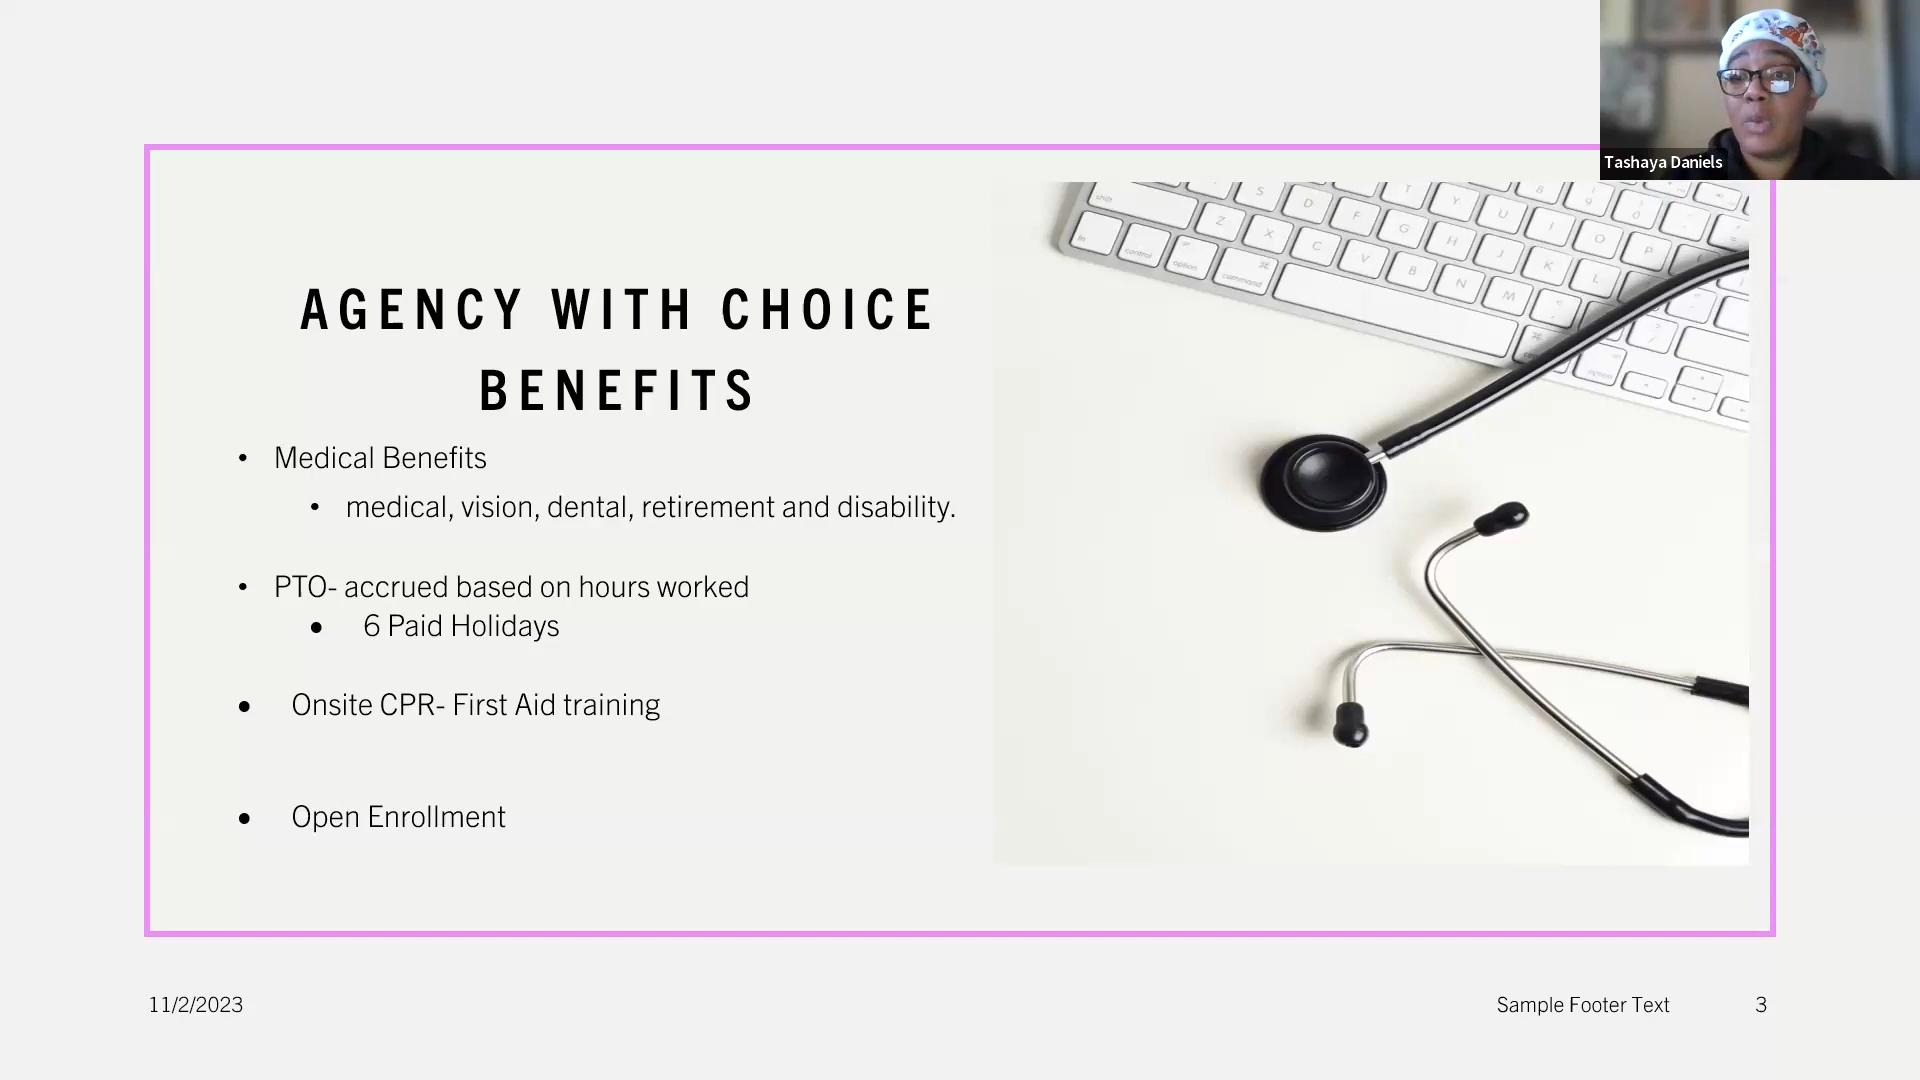 Tashaya Daniels
AGENCY WITH CHOICE
BENEFITS
• Medical Benefits
• medical, vision, dental, retirement and disability.
• PTO- accrued based on hours worked
• 6 Paid Holidays
• Onsite CPR- First Aid training
• Open Enrollment
11/2/2023
Sample Footer Text
3